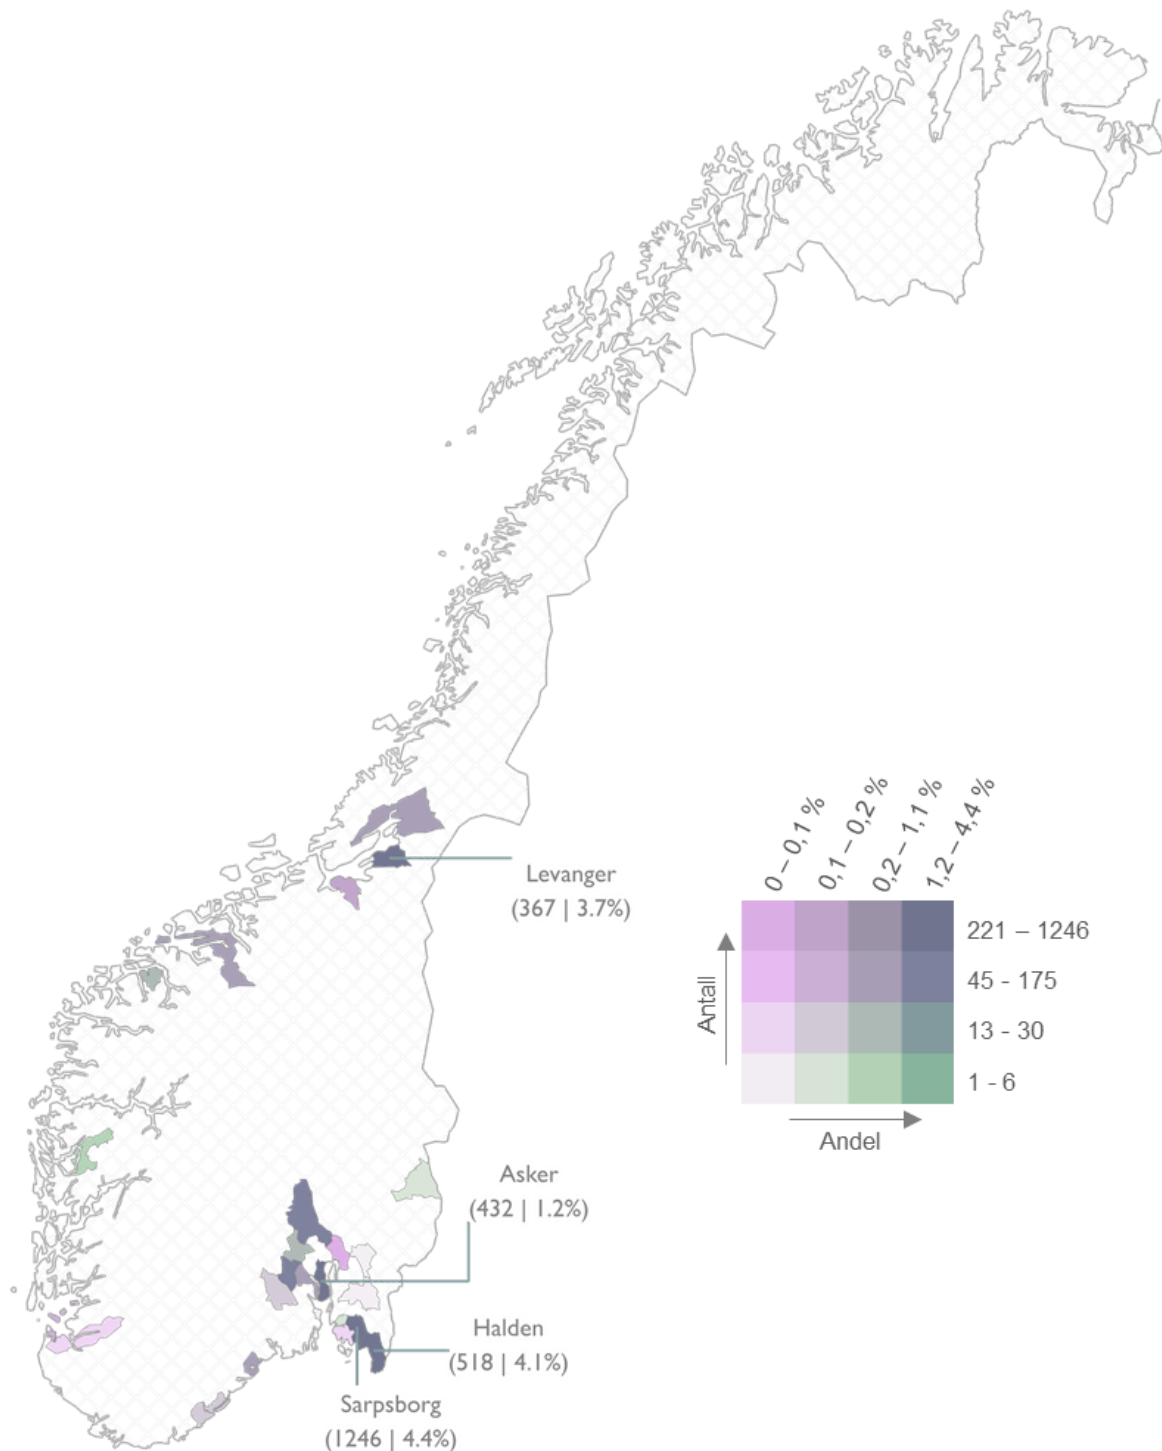 0 – 0,1 %
0,1 – 0,2 %
0,2 – 1,1 %
1,2 – 4,4 %
Levanger
(367 | 3.7%)
221 – 1246
45 - 175
13 - 30
1 - 6
Antall
Andel
Asker
(432 | 1.2%)
Halden
(518 | 4.1%)
Sarpsborg
(1246 | 4.4%)